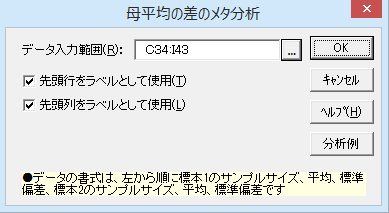 母平均の差のメタ分析
データ入力範囲(R): C34:I43 ... OK
先頭行をラベルとして使用(T)
先頭列をラベルとして使用(L)
キャンセル
ヘルプ(H)
分析例
●データの書式は、左から順に標本1のサンプルサイズ、平均、標準
偏差、標本2のサンプルサイズ、平均、標準偏差です